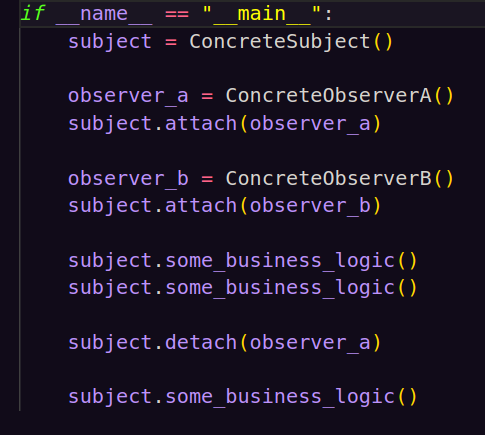 if __name__ == "__main__":
    subject = ConcreteSubject()

    observer_a = ConcreteObserverA()
    subject.attach(observer_a)

    observer_b = ConcreteObserverB()
    subject.attach(observer_b)

    subject.some_business_logic()
    subject.some_business_logic()

    subject.detach(observer_a)

    subject.some_business_logic()